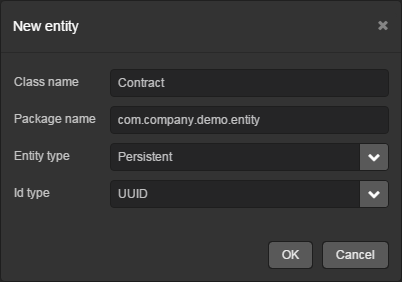 New entity
Class name Contract
Package name com.company.demo.entity
Entity type Persistent
Id type UUID
OK Cancel